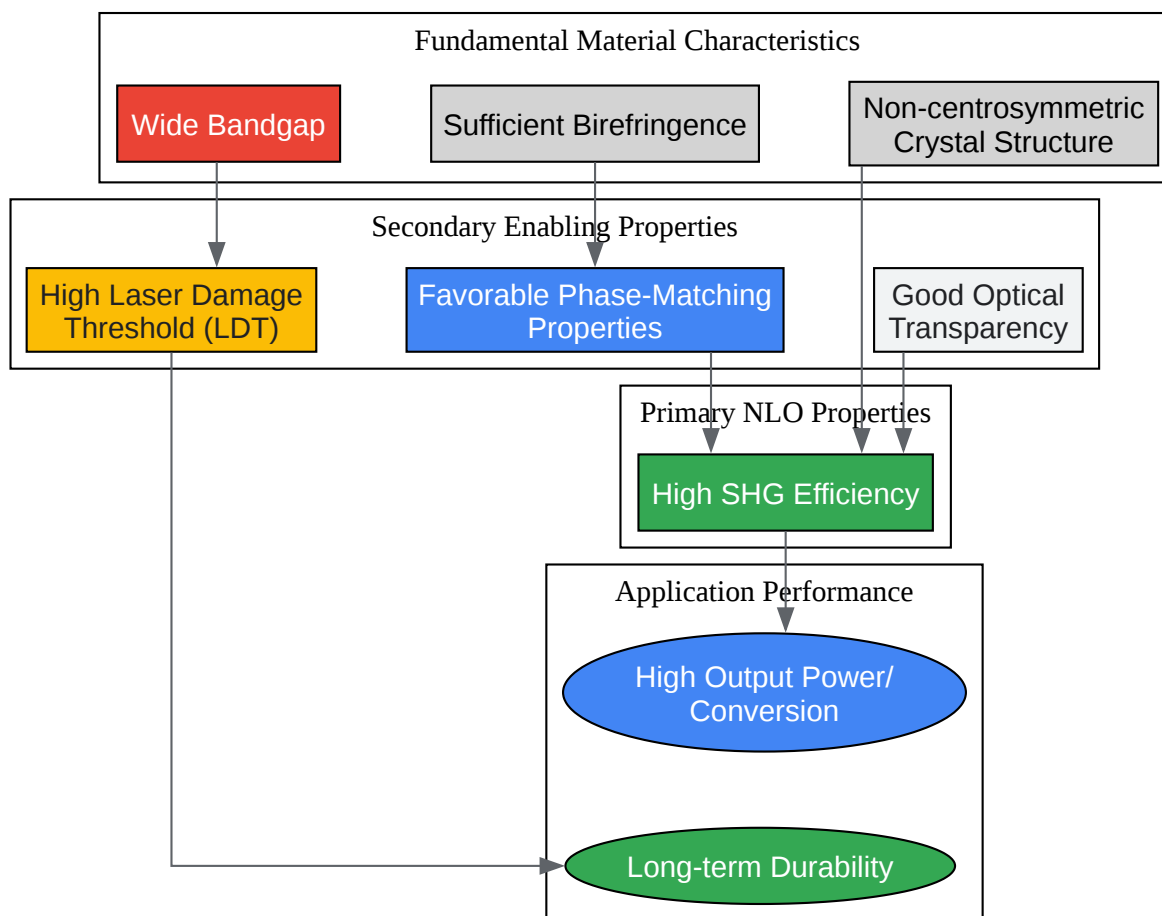 Fundamental Material Characteristics
Wide Bandgap
Sufficient Birefringence
Non-centrosymmetric
Crystal Structure
Secondary Enabling Properties
High Laser Damage
Threshold (LDT)
Favorable Phase-Matching
Properties
Good Optical
Transparency
Primary NLO Properties
High SHG Efficiency
Application Performance
High Output Power/
Conversion
Long-term Durability